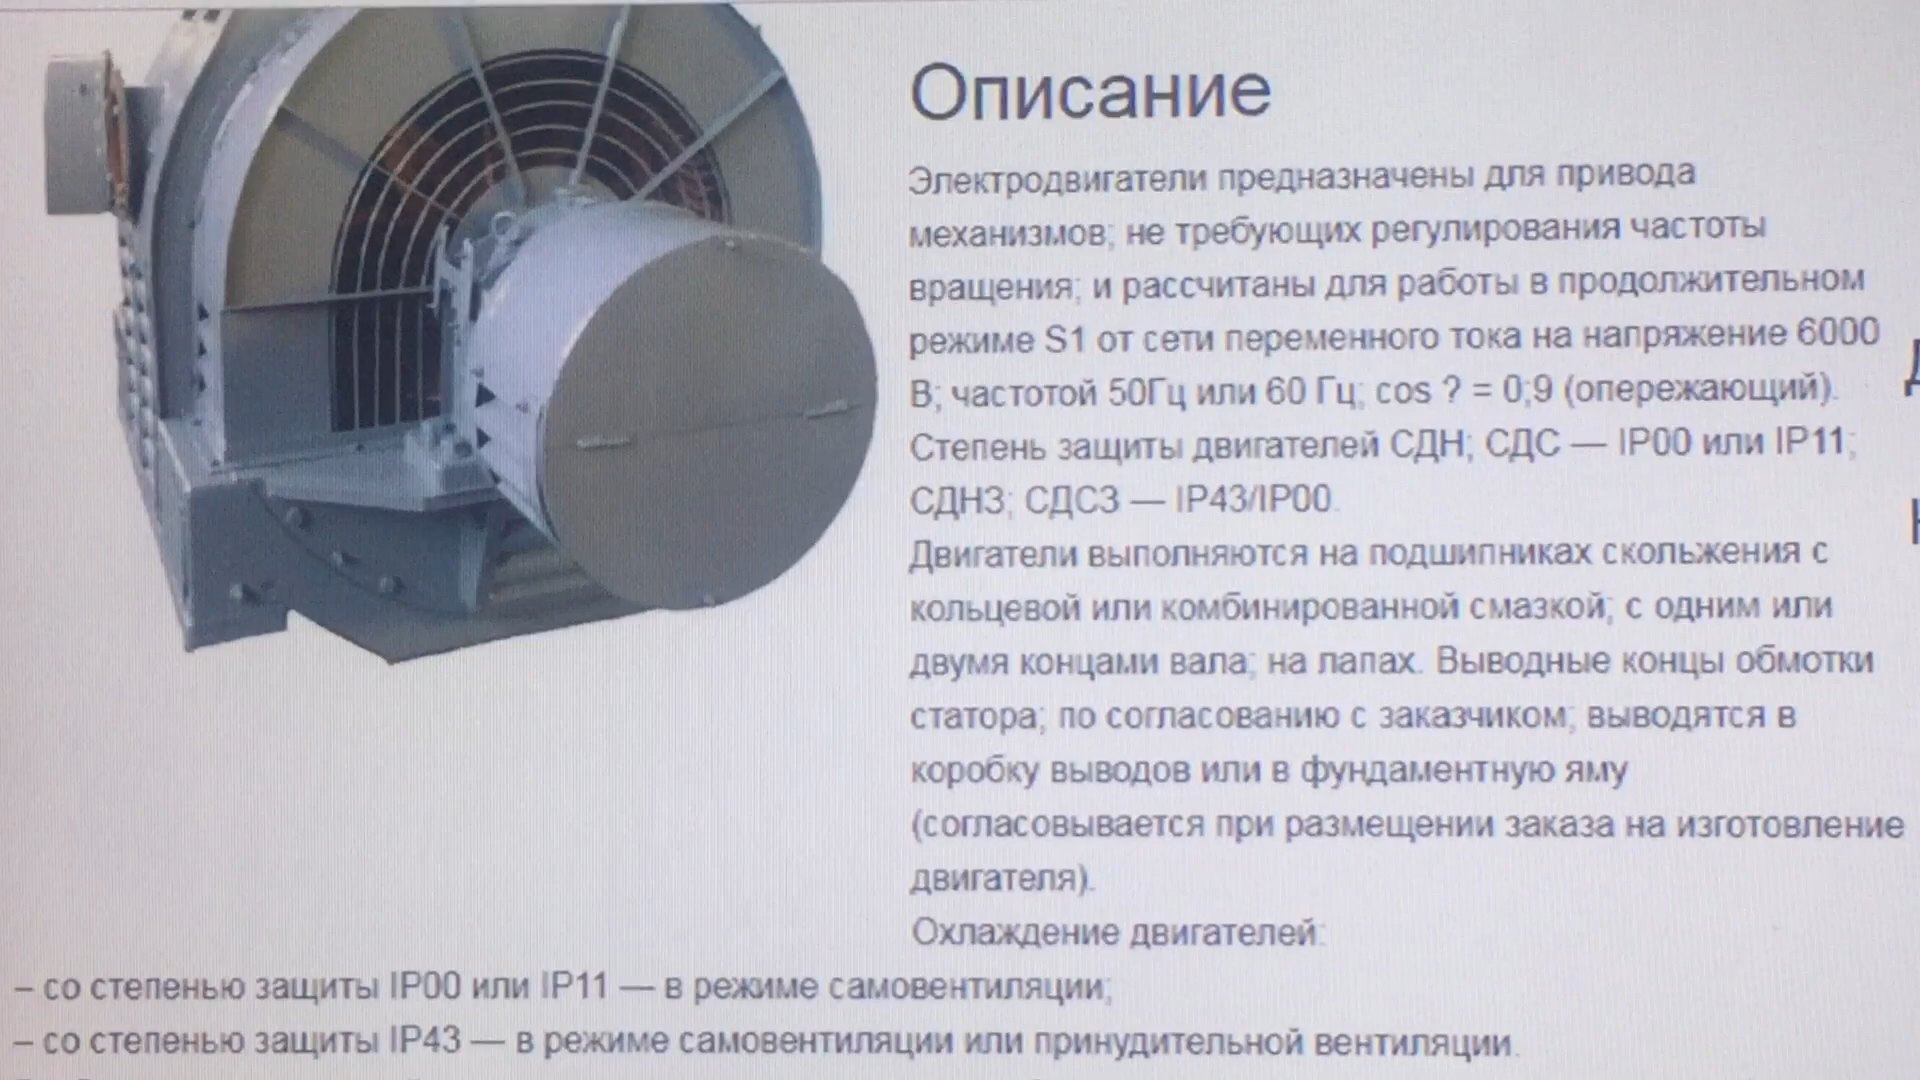 Описание
Электродвигатели предназначены для привода
механизмов; не требующих регулирования частоты
вращения; и рассчитаны для работы в продолжительном
режиме S1 от сети переменного тока на напряжение 6000
В; частотой 50Гц или 60 Гц; cos ? = 0;9 (опережающий).
Степень защиты двигателей СДН; СДС — IP00 или IP11;
СДНЗ; СДСЗ — IP43/IP00.
Двигатели выполняются на подшипниках скольжения с
кольцевой или комбинированной смазкой; с одним или
двумя концами вала; на лапах. Выводные концы обмотки
статора; по согласованию с заказчиком; выводятся в
коробку выводов или в фундаментную яму
(согласовывается при размещении заказа на изготовление
двигателя).
Охлаждение двигателей:
– со степенью защиты IP00 или IP11 — в режиме самовентиляции;
– со степенью защиты IP43 — в режиме самовентиляции или принудительной вентиляции.